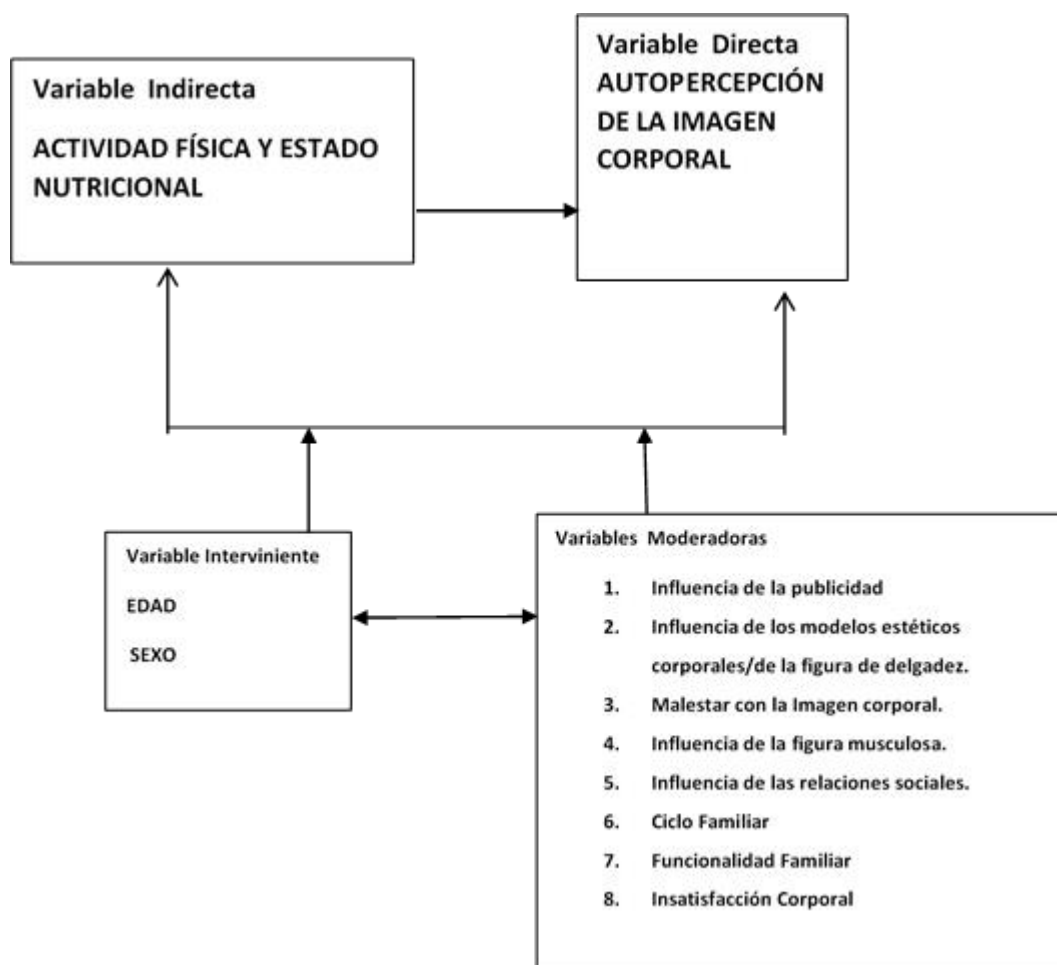 Variable Indirecta
ACTIVIDAD FÍSICA Y ESTADO
NUTRICIONAL
Variable Directa
AUTOPERCEPCIÓN
DE LA IMAGEN
CORPORAL
Variable Interviniente
EDAD
SEXO
Variables Moderadoras
1. Influencia de la publicidad
2. Influencia de los modelos estéticos
corporales/de la figura de delgadez.
3. Malestar con la Imagen corporal.
4. Influencia de la figura musculosa.
5. Influencia de las relaciones sociales.
6. Ciclo Familiar
7. Funcionalidad Familiar
8. Insatisfacción Corporal